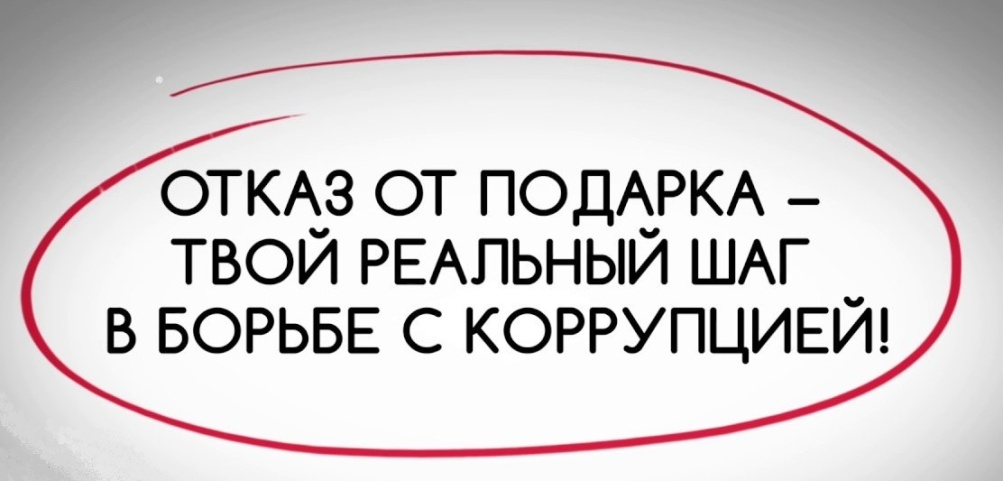 ОТКАЗ ОТ ПОДАРКА –
ТВОЙ РЕАЛЬНЫЙ ШАГ
В БОРЬБЕ С КОРРУПЦИЕЙ!